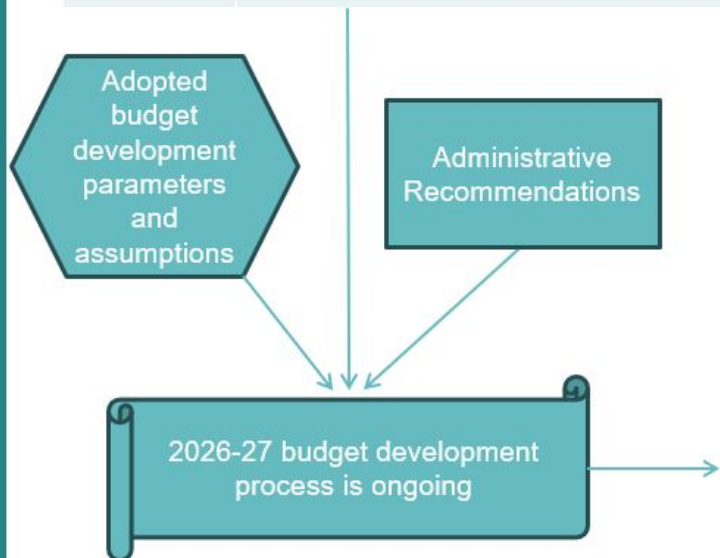 Adopted
budget
development
parameters
and
assumptions
Administrative
Recommendations
2026-27 budget development
process is ongoing